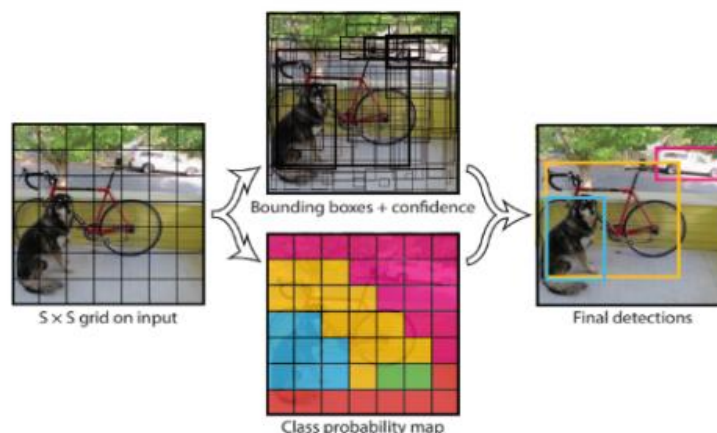 Bounding boxes + confidence
S × S grid on input
Final detections
Class probability map